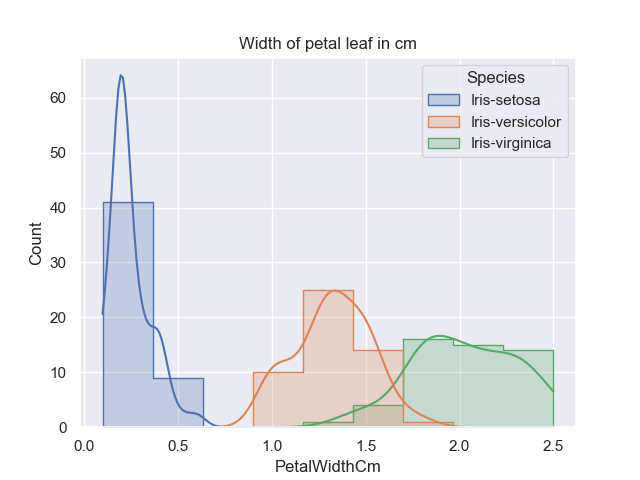 Width of petal leaf in cm
Species
Iris-setosa
Iris-versicolor
Iris-virginica
Count
60
50
40
30
20
10
0
0.0 0.5 1.0 1.5 2.0 2.5
PetalWidthCm